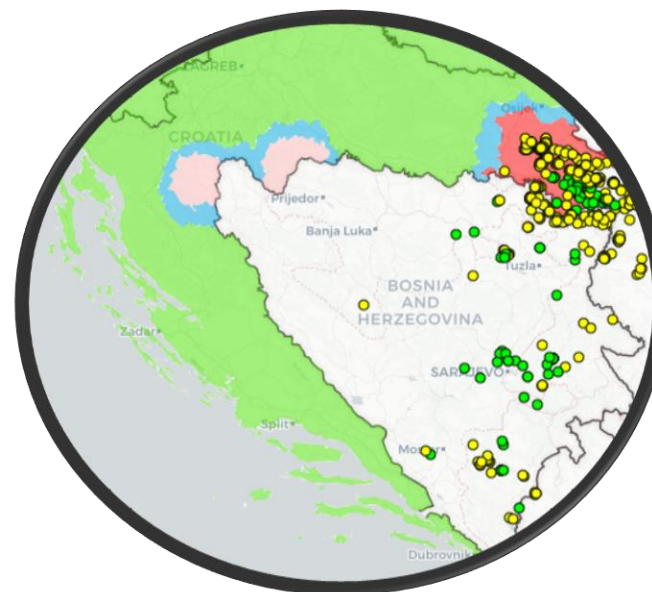 ZAGREB
Osijek
CROATIA
Prijedor
Banja Luka
Tuzla
BOSNIA
AND
HERZEGOVINA
Zadar
SARAJEVO
Split
Mostar
Dubrovnik